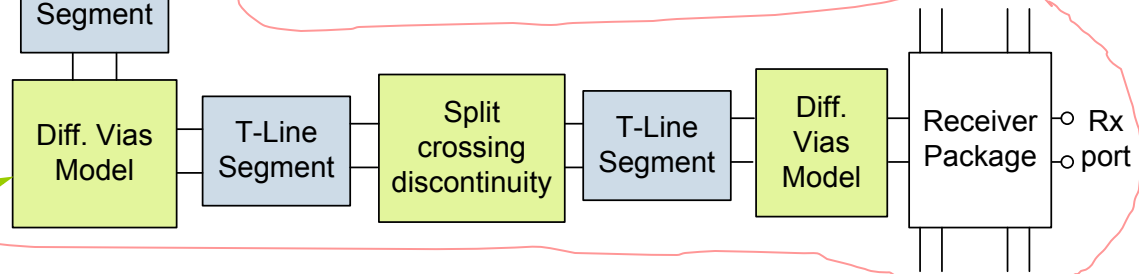 Segment
Diff. Vias
Model
T-Line
Segment
Split
crossing
discontinuity
T-Line
Segment
Diff.
Vias
Model
Receiver
Package
Rx
port